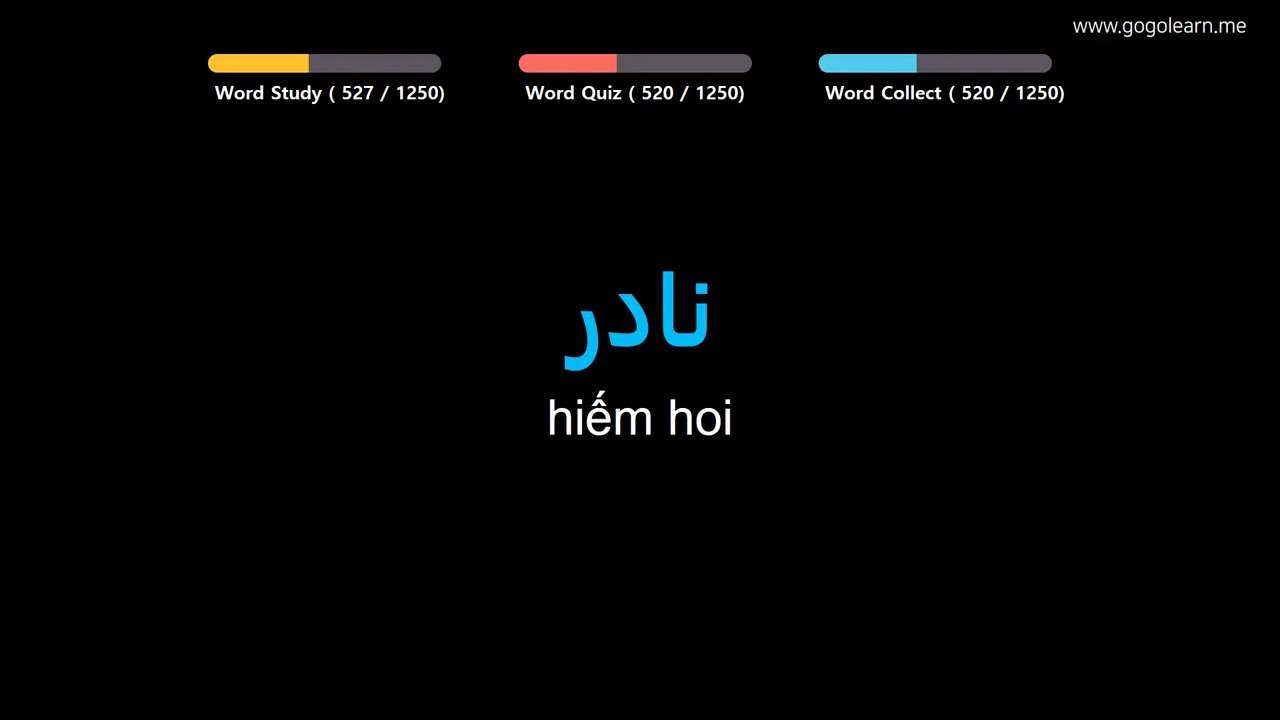 www.gogolearn.me
Word Study ( 527 / 1250)
Word Quiz ( 520 / 1250)
Word Collect ( 520 / 1250)
نادر
hiếm hoi